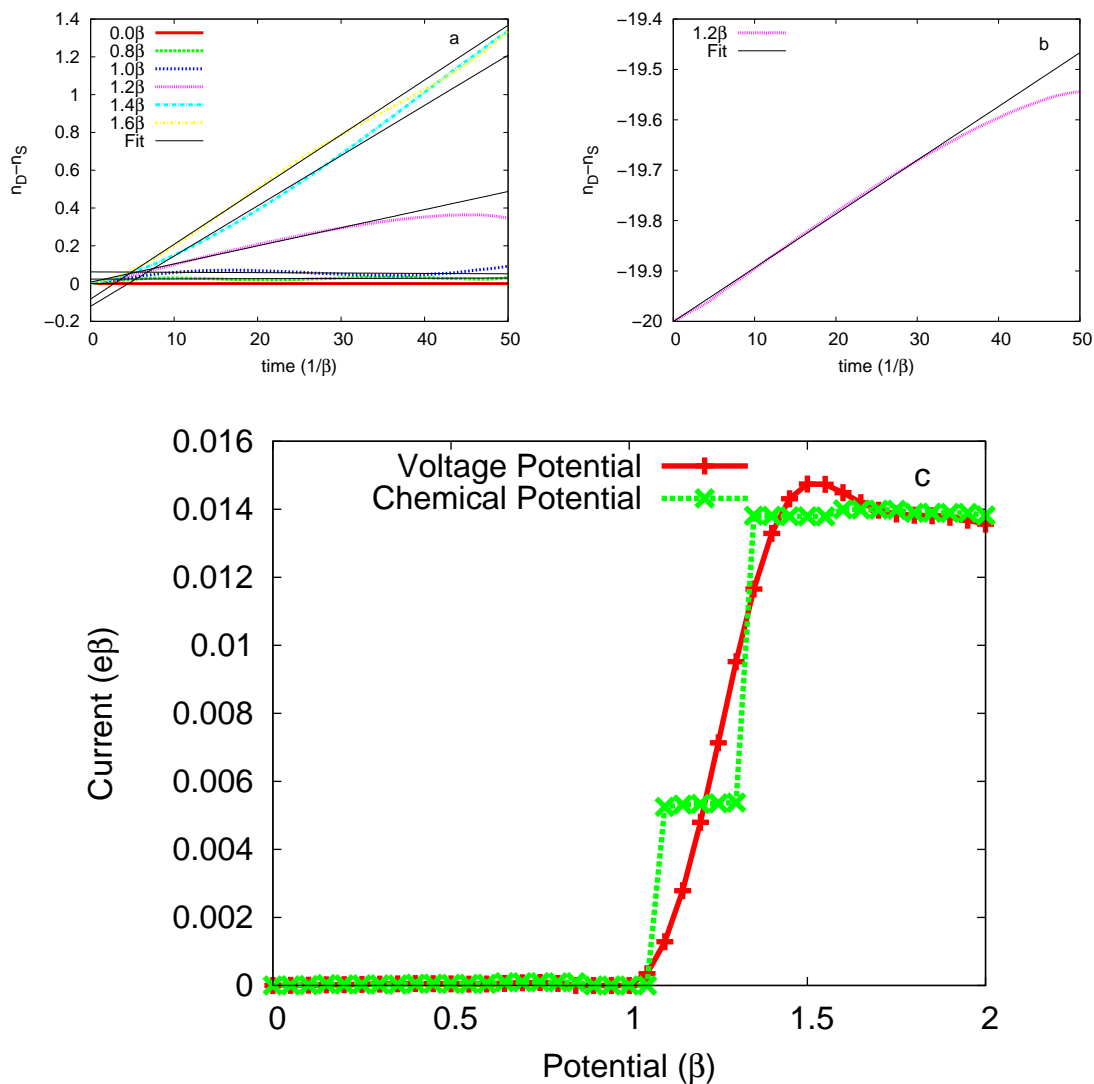 1.4
1.2
1
0.8
0.6
0.4
0.2
0
−0.2
0.0β
0.8β
1.0β
1.2β
1.4β
1.6β
Fit
a
n_D−n_S
0 10 20 30 40 50
time (1/β)
−19.4
−19.5
−19.6
−19.7
−19.8
−19.9
−20
1.2β
Fit
b
n_D−n_S
0 10 20 30 40 50
time (1/β)
0.016
0.014
0.012
0.01
0.008
0.006
0.004
0.002
0
Voltage Potential
Chemical Potential
c
Current (eβ)
0 0.5 1 1.5 2
Potential (β)